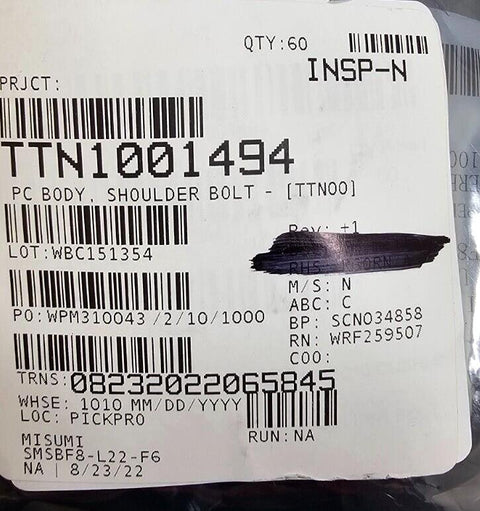 QTY:60
INSP-N
PRJCT:
TTN1001494
PC BODY, SHOULDER BOLT - [TTN00]
Rev: +1
LOT:WBC151354
M/S: N
ABC: C
PO:WPM310043 /2/10/1000
BP: SCN034858
RN: WRF259507
COO:
TRNS:08232022065845
WHSE: 1010 MM/DD/YYYY
LOC: PICKPRO
RUN: NA
MISUMI
SMSBF8-L22-F6
NA | 8/23/22